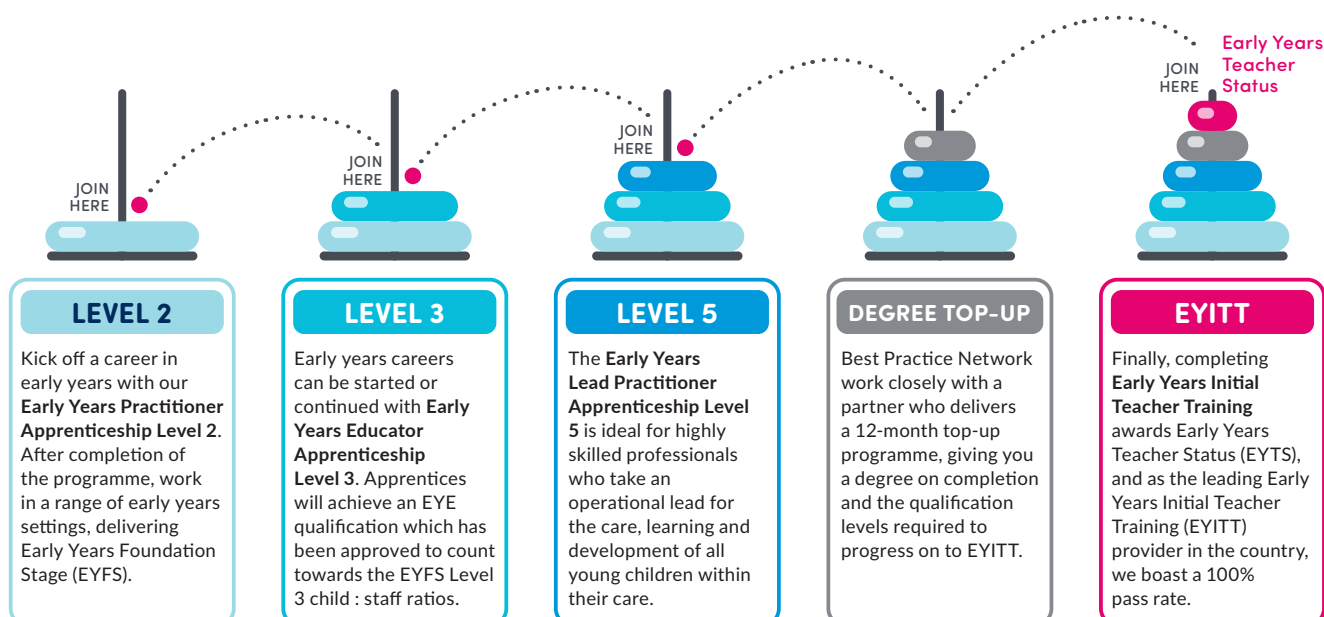 Early Years
Teacher
Status
JOIN
HERE
JOIN
HERE
JOIN
HERE
JOIN
HERE
LEVEL 2
Kick off a career in
early years with our
Early Years Practitioner
Apprenticeship Level 2.
After completion of
the programme, work
in a range of early years
settings, delivering
Early Years Foundation
Stage (EYFS).
LEVEL 3
Early years careers
can be started or
continued with Early
Years Educator
Apprenticeship
Level 3. Apprentices
will achieve an EYE
qualification which has
been approved to count
towards the EYFS Level
3 child : staff ratios.
LEVEL 5
The Early Years
Lead Practitioner
Apprenticeship Level
5 is ideal for highly
skilled professionals
who take an
operational lead for
the care, learning and
development of all
young children within
their care.
DEGREE TOP-UP
Best Practice Network
work closely with a
partner who delivers
a 12-month top-up
programme, giving you
a degree on completion
and the qualification
levels required to
progress on to EYITT.
EYITT
Finally, completing
Early Years Initial
Teacher Training
awards Early Years
Teacher Status (EYTS),
and as the leading Early
Years Initial Teacher
Training (EYITT)
provider in the country,
we boast a 100%
pass rate.